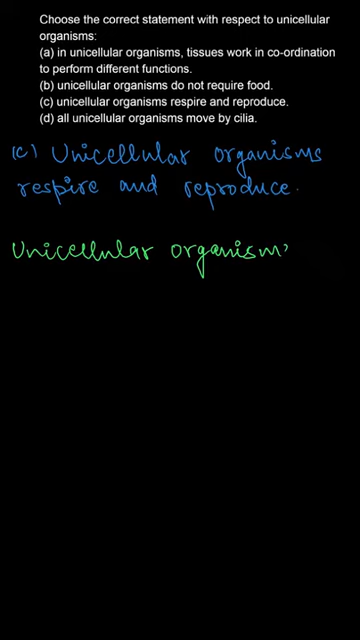 Choose the correct statement with respect to unicellular
organisms:
(a) in unicellular organisms, tissues work in co-ordination
to perform different functions.
(b) unicellular organisms do not require food.
(c) unicellular organisms respire and reproduce.
(d) all unicellular organisms move by cilia.
(c) Unicellular organisms
respire and reproduce.
Unicellular organism